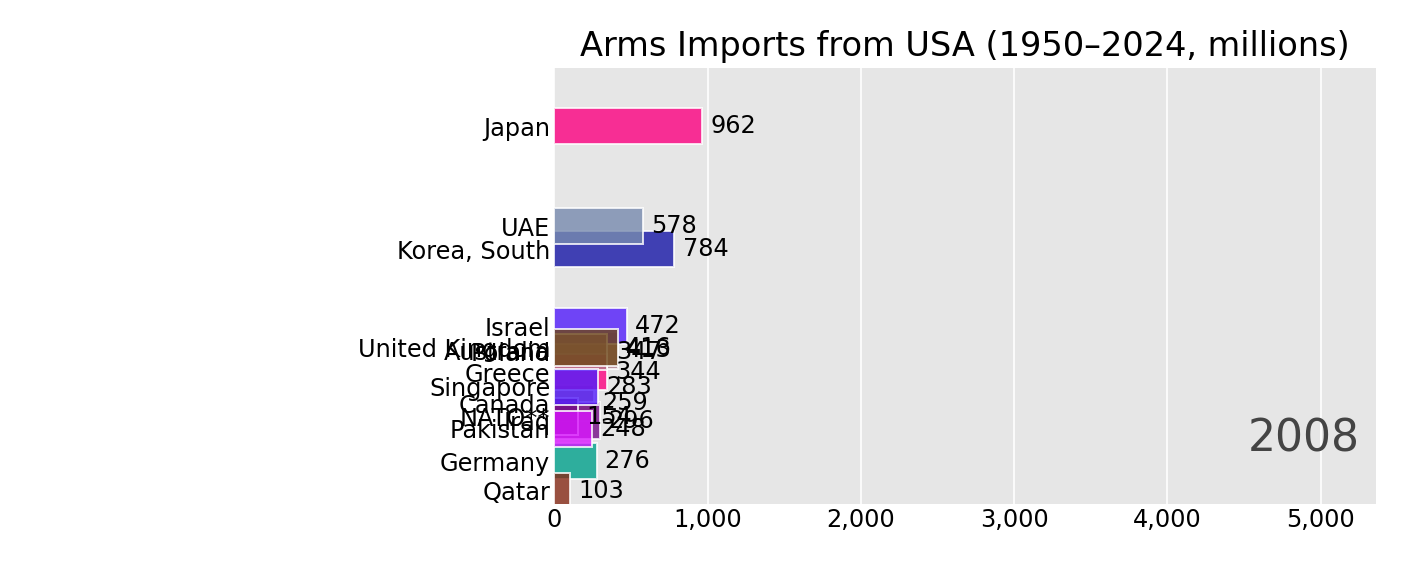 Arms Imports from USA (1950–2024, millions)
Japan 962
UAE 578
Korea, South 784
Israel 472
United Kingdom
Greece 344
Singapore 283
Canada 259
Pakistan 248
Germany 276
Qatar 103
2008
0 1,000 2,000 3,000 4,000 5,000